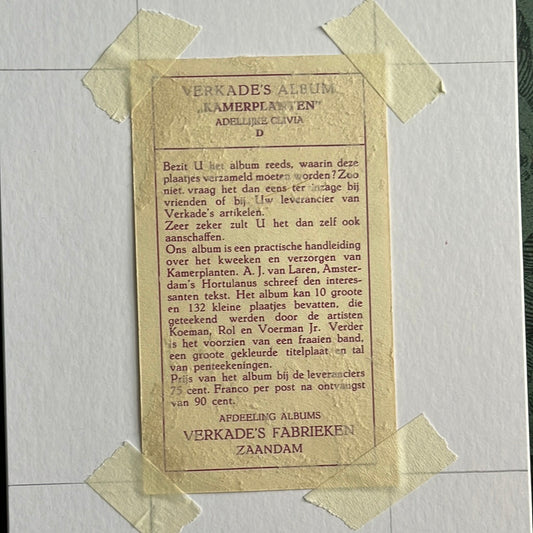 VERKADE'S ALBUM
„KAMERPLANTEN"
ADELLIJKE CLIVIA
D
Bezit U het album reeds, waarin deze
plaatjes verzameld moeten worden? Zoo
niet, vraag het dan eens ter inzage bij
vrienden of bij Uw leverancier van
Verkade's artikelen.
Zeer zeker zult U het dan zelf ook
aanschaffen.
Ons album is een practische handleiding
over het kweeken en verzorgen van
Kamerplanten. A. J. van Laren, Amster-
dam's Hortulanus schreef den interes-
santen tekst. Het album kan 10 groote
en 132 kleine plaatjes bevatten, die
geteekend werden door de artisten
Koeman, Rol en Voerman Jr. Verder
is het voorzien van een fraaien band,
een groote gekleurde titelplaat en tal
van penteekeningen.
Prijs van het album bij de leveranciers
75 cent. Franco per post na ontvangst
van 90 cent.
AFDEELING ALBUMS
VERKADE'S FABRIEKEN
ZAANDAM